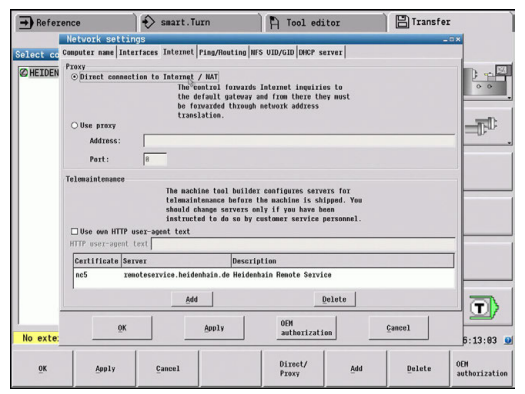 Reference
smart.Turn
Tool editor
Transfer
Network settings
Select co
Computer name Interfaces Internet Ping/Routing NFS UID/GID DHCP server
HEIDEN
Proxy
Direct connection to Internet / NAT
The control forwards Internet inquiries to
the default gateway and from there they must
be forwarded through network address
translation.
Use proxy
Address:
Port: 0
Telemaintenance
The machine tool builder configures servers for
telemaintenance before the machine is shipped. You
should change servers only if you have been
instructed to do so by customer service personnel.
Use own HTTP user-agent text
HTTP user-agent text
Certificate Server Description
nc5 remoteservice.heidenhain.de Heidenhain Remote Service
Add Delete
T
OK Apply OEM authorization Cancel
No exte
6:13:03
OK Apply Cancel Direct/ Proxy Add Delete OEM authorization